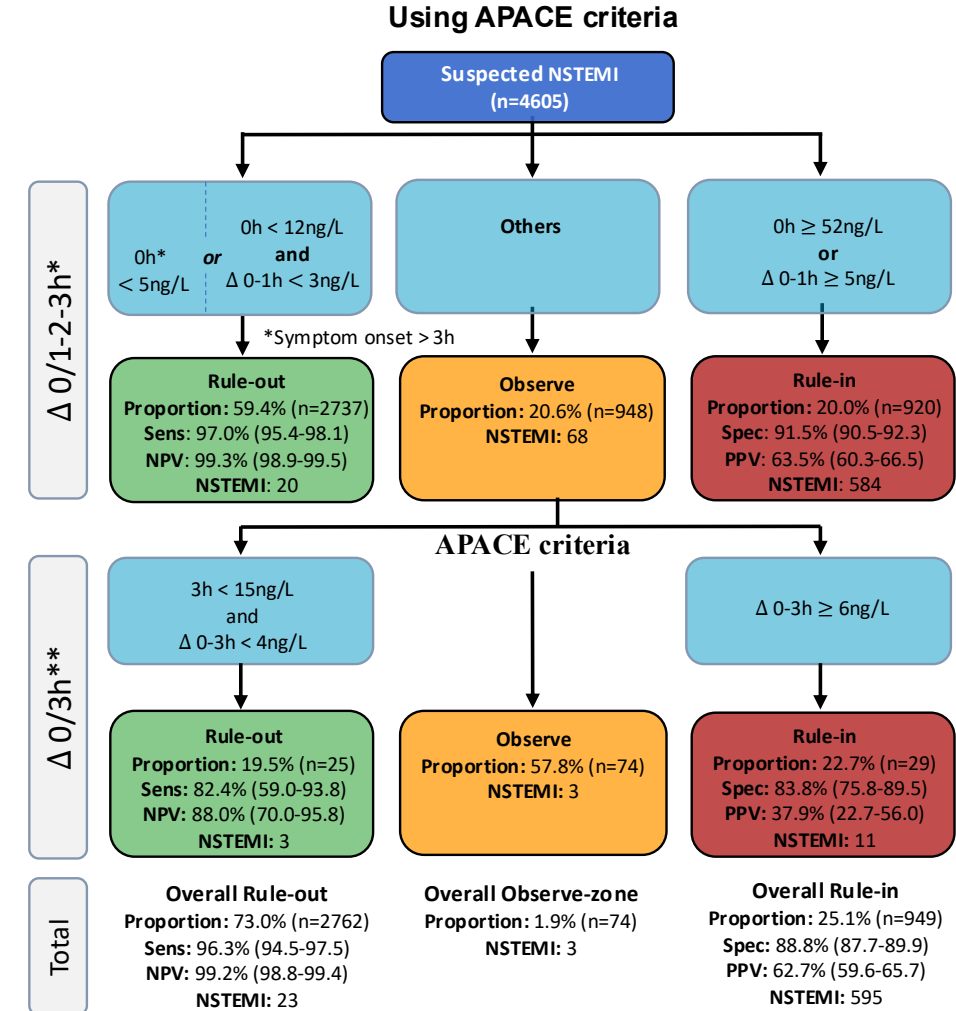 Using APACE criteria
Suspected NSTEMI
(n=4605)
Δ 0/1-2-3h*
0h*
< 5ng/L
or
0h < 12ng/L
and
Δ 0-1h < 3ng/L
Others
0h ≥ 52ng/L
or
Δ 0-1h ≥ 5ng/L
*Symptom onset > 3h
Rule-out
Proportion: 59.4% (n=2737)
Sens: 97.0% (95.4-98.1)
NPV: 99.3% (98.9-99.5)
NSTEMI: 20
Observe
Proportion: 20.6% (n=948)
NSTEMI: 68
Rule-in
Proportion: 20.0% (n=920)
Spec: 91.5% (90.5-92.3)
PPV: 63.5% (60.3-66.5)
NSTEMI: 584
APACE criteria
Δ 0/3h**
3h < 15ng/L
and
Δ 0-3h < 4ng/L
Δ 0-3h ≥ 6ng/L
Rule-out
Proportion: 19.5% (n=25)
Sens: 82.4% (59.0-93.8)
NPV: 88.0% (70.0-95.8)
NSTEMI: 3
Observe
Proportion: 57.8% (n=74)
NSTEMI: 3
Rule-in
Proportion: 22.7% (n=29)
Spec: 83.8% (75.8-89.5)
PPV: 37.9% (22.7-56.0)
NSTEMI: 11
Total
Overall Rule-out
Proportion: 73.0% (n=2762)
Sens: 96.3% (94.5-97.5)
NPV: 99.2% (98.8-99.4)
NSTEMI: 23
Overall Observe-zone
Proportion: 1.9% (n=74)
NSTEMI: 3
Overall Rule-in
Proportion: 25.1% (n=949)
Spec: 88.8% (87.7-89.9)
PPV: 62.7% (59.6-65.7)
NSTEMI: 595